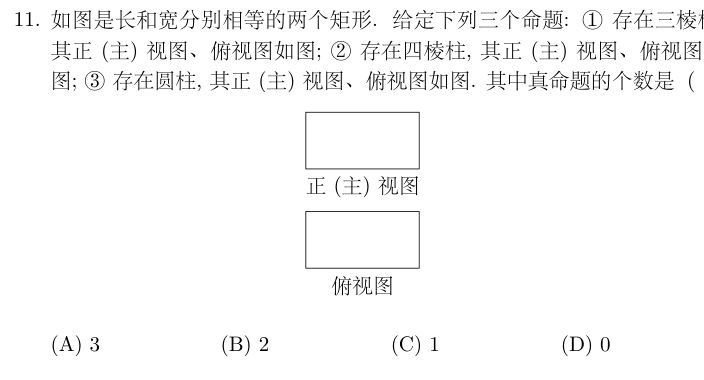 11. 如图是长和宽分别相等的两个矩形. 给定下列三个命题: ① 存在三棱
其正 (主) 视图、俯视图如图; ② 存在四棱柱, 其正 (主) 视图、俯视图
图; ③ 存在圆柱, 其正 (主) 视图、俯视图如图. 其中真命题的个数是 (
正 (主) 视图
俯视图
(A) 3 (B) 2 (C) 1 (D) 0